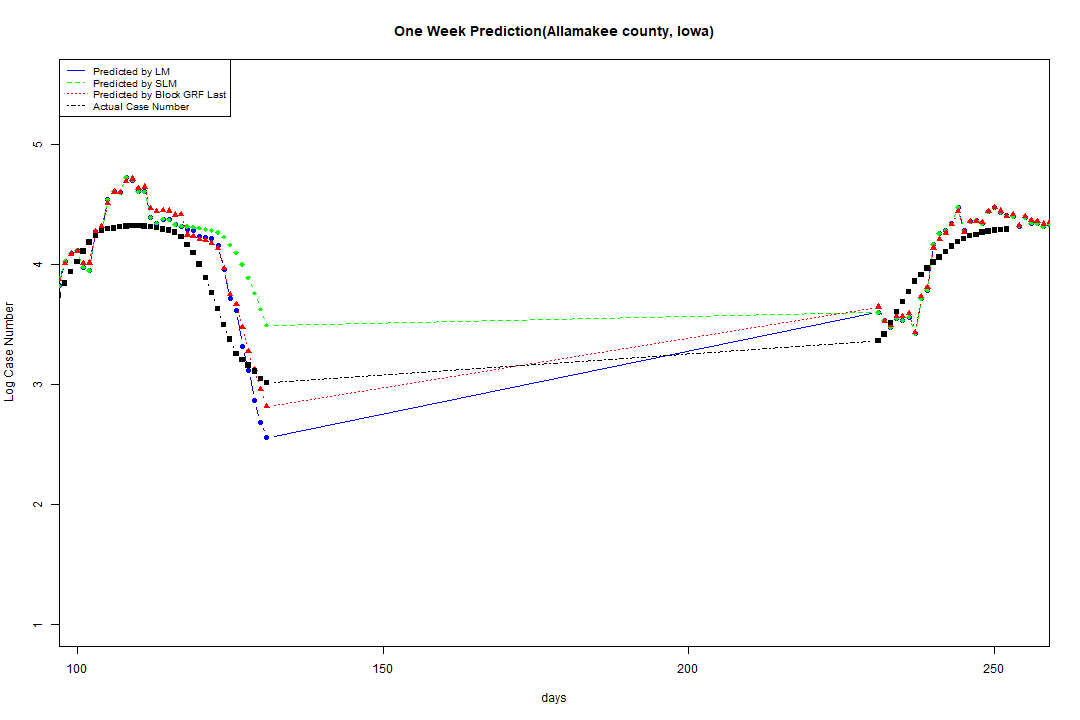 One Week Prediction(Allamakee county, Iowa)
Predicted by LM
Predicted by SLM
Predicted by Block GRF Last
Actual Case Number
Log Case Number
5
4
3
2
1
100
150
200
250
days